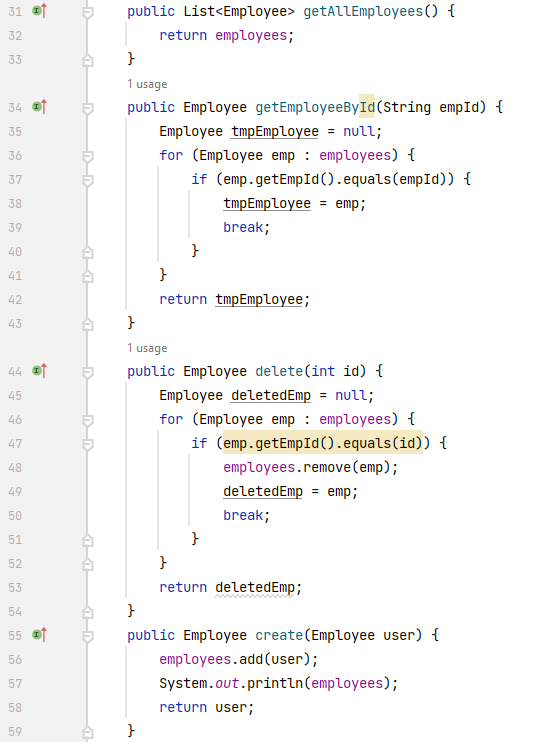 31 public List<Employee> getAllEmployees() {
32 return employees;
33 }
1 usage
34 public Employee getEmployeeById(String empId) {
35 Employee tmpEmployee = null;
36 for (Employee emp : employees) {
37 if (emp.getEmpId().equals(empId)) {
38 tmpEmployee = emp;
39 break;
40 }
41 }
42 return tmpEmployee;
43 }
1 usage
44 public Employee delete(int id) {
45 Employee deletedEmp = null;
46 for (Employee emp : employees) {
47 if (emp.getEmpId().equals(id)) {
48 employees.remove(emp);
49 deletedEmp = emp;
50 break;
51 }
52 }
53 return deletedEmp;
54 }
55 public Employee create(Employee user) {
56 employees.add(user);
57 System.out.println(employees);
58 return user;
59 }